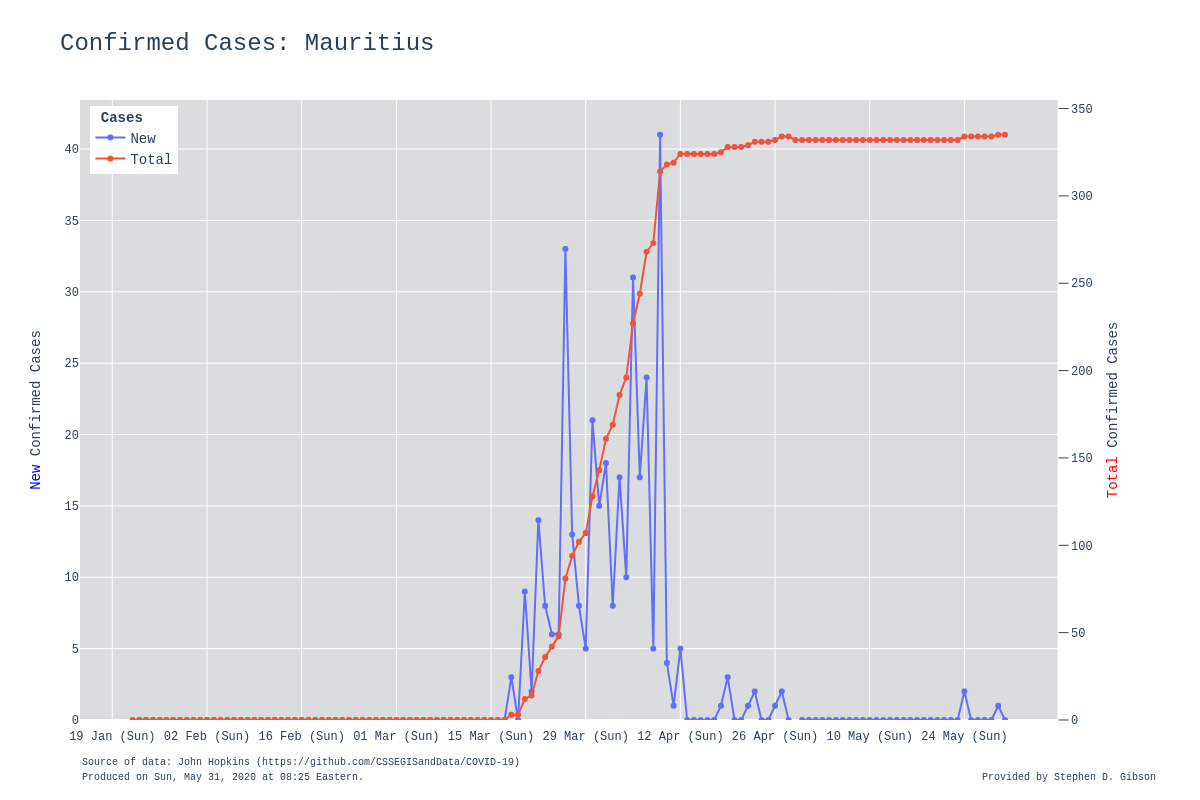 Confirmed Cases: Mauritius
Cases
New
Total
40
35
30
25
20
15
10
5
0
350
300
250
200
150
100
50
0
New Confirmed Cases
Total Confirmed Cases
19 Jan (Sun) 02 Feb (Sun) 16 Feb (Sun) 01 Mar (Sun) 15 Mar (Sun) 29 Mar (Sun) 12 Apr (Sun) 26 Apr (Sun) 10 May (Sun) 24 May (Sun)
Source of data: John Hopkins (https://github.com/CSSEGISandData/COVID-19)
Produced on Sun, May 31, 2020 at 08:25 Eastern.
Provided by Stephen D. Gibson